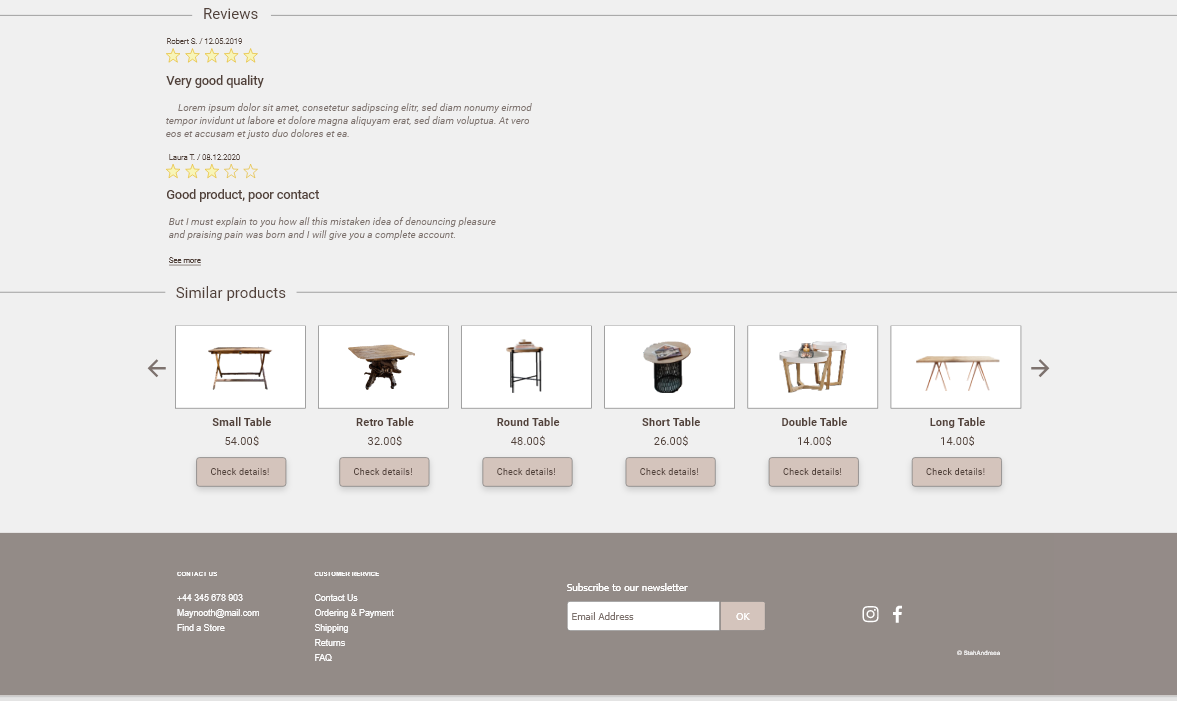 Reviews
Robert S. / 12.05.2019
Very good quality
Lorem ipsum dolor sit amet, consetetur sadipscing elitr, sed diam nonumy eirmod
tempor invidunt ut labore et dolore magna aliquyam erat, sed diam voluptua. At vero
eos et accusam et justo duo dolores et ea.
Laura T. / 08.12.2020
Good product, poor contact
But I must explain to you how all this mistaken idea of denouncing pleasure
and praising pain was born and I will give you a complete account.
See more
Similar products
Small Table
54.00$
Check details!
Retro Table
32.00$
Check details!
Round Table
48.00$
Check details!
Short Table
26.00$
Check details!
Double Table
14.00$
Check details!
Long Table
14.00$
Check details!
CONTACT US
+44 345 678 903
Maynooth@mail.com
Find a Store
CUSTOMER SERVICE
Contact Us
Ordering & Payment
Shipping
Returns
FAQ
Subscribe to our newsletter
Email Address
OK
© StahAndreea